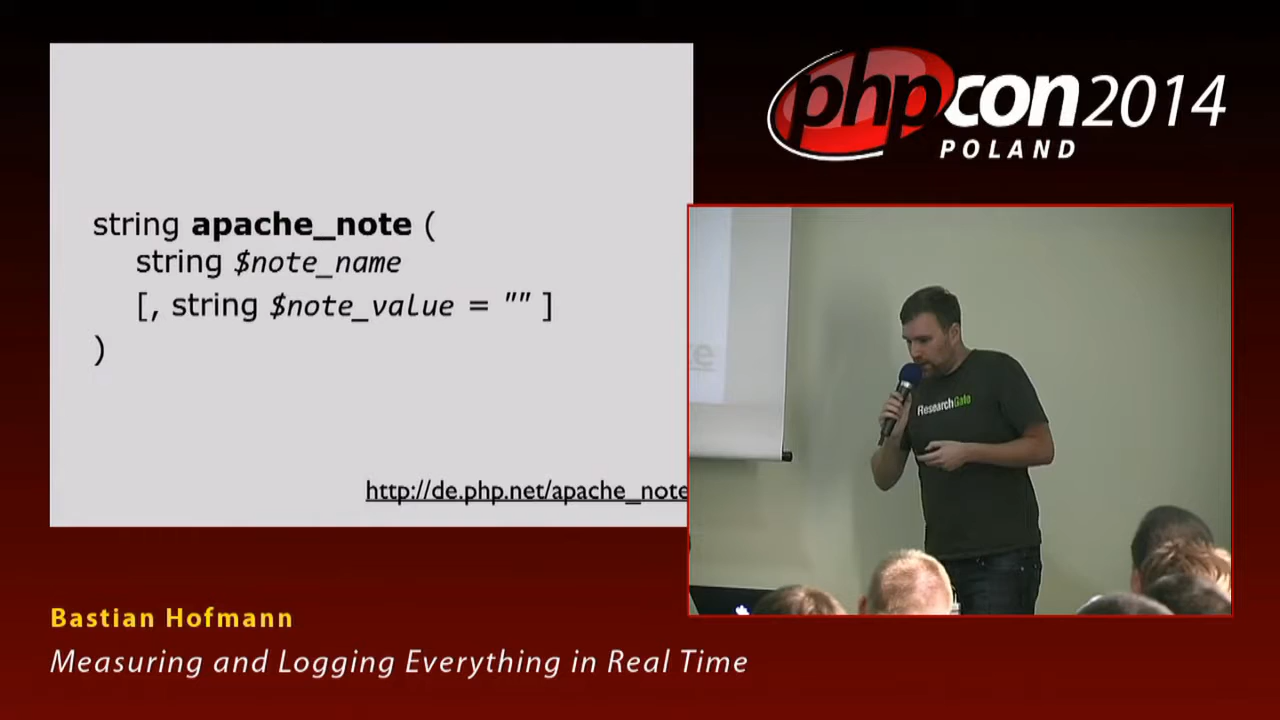 string apache_note (
string $note_name
[, string $note_value = "" ]
)
http://de.php.net/apache_note
phpcon2014
POLAND
ResearchGate
Bastian Hofmann
Measuring and Logging Everything in Real Time